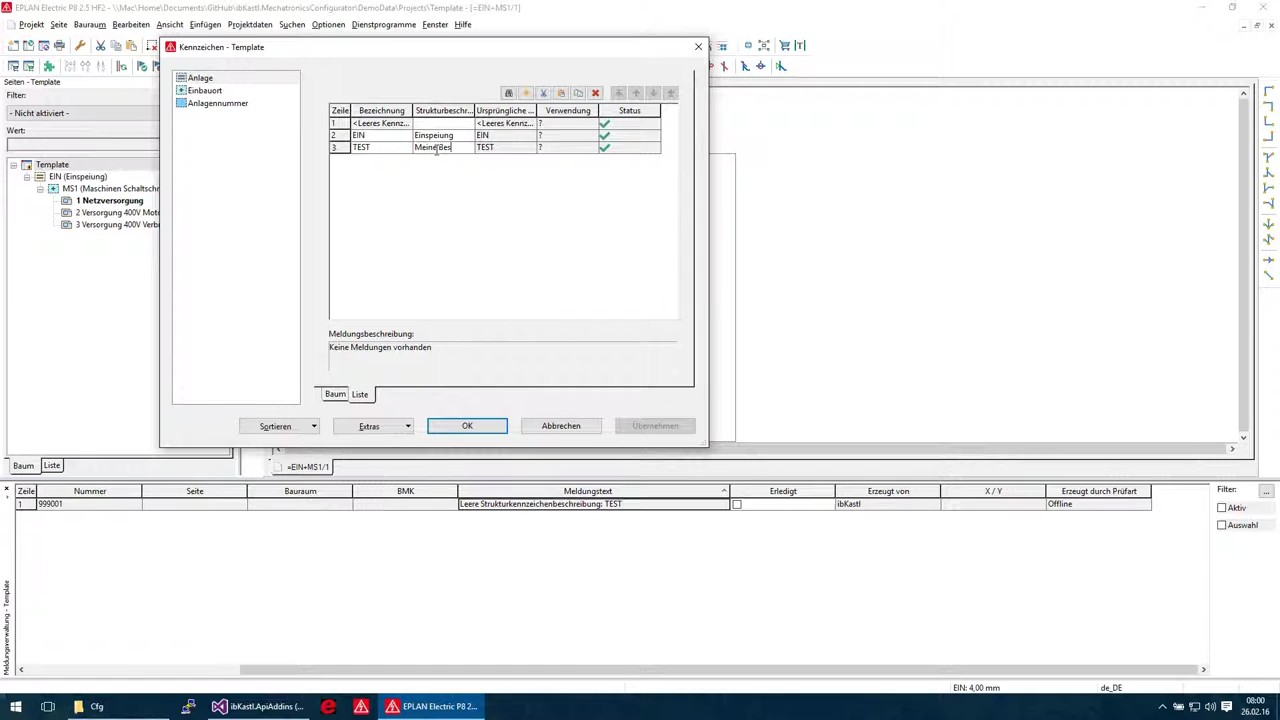 EPLAN Electric P8 2.5 HF2 - \\Mac\Home\Documents\GitHub\ibKastl.MechatronicsConfigurator\DemoData\Projects\Template - [=EIN+MS1/1]
Projekt Seite Bauraum Bearbeiten Ansicht Einfügen Projektdaten Suchen Optionen Dienstprogramme Fenster Hilfe
Seiten - Template
Filter:
- Nicht aktiviert -
Wert:
Template
EIN (Einspeiung)
MS1 (Maschinen Schaltschr
1 Netzversorgung
2 Versorgung 400V Moto
3 Versorgung 400V Verb
Baum Liste
Kennzeichen - Template
Anlage
Einbauort
Anlagennummer
Zeile Bezeichnung Strukturbeschr... Ursprüngliche ... Verwendung Status
1 <Leeres Kennz... <Leeres Kennz... ?
2 EIN Einspeiung EIN ?
3 TEST MeineBes TEST ?
Meldungsbeschreibung:
Keine Meldungen vorhanden
Baum Liste
Sortieren Extras OK Abbrechen Übernehmen
=EIN+MS1/1
Zeile Nummer Seite Bauraum BMK Meldungstext Erledigt Erzeugt von X / Y Erzeugt durch Prüfart
1 999001 Leere Strukturkennzeichenbeschreibung: TEST ibKastl Offline
Filter:
...
Aktiv
Auswahl
Meldungsverwaltung - Template
EIN: 4,00 mm de_DE
Cfg ibKastl.ApiAddins (... EPLAN Electric P8 2... 08:00
26.02.16